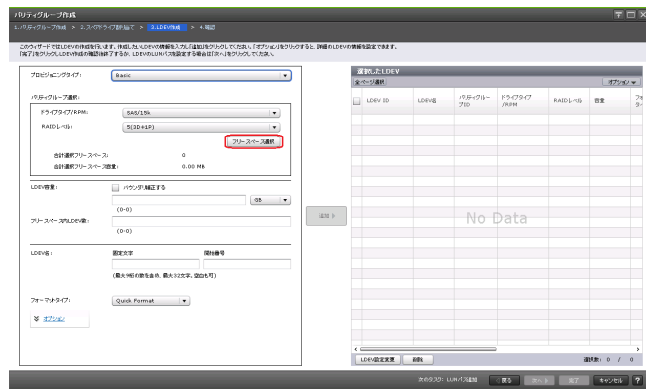 パリティグループ作成
1.パリティグループ作成 > 2.スペアドライブ割り当て > 3.LDEV作成 > 4.確認
このウィザードではLDEVの作成を行います。作成したいLDEVの情報を入力し「追加」をクリックしてください。「オプション」をクリックすると、詳細のLDEVの情報を設定できます。
「完了」をクリックしLDEV作成の確認後終了するか、LDEVのLUNパスを設定する場合は「次へ」をクリックしてください。
プロビジョニングタイプ: Basic
パリティグループ選択:
ドライブタイプ/RPM: SAS/15k
RAIDレベル: 5(3D+1P)
フリースペース選択
合計選択フリースペース: 0
合計選択フリースペース容量: 0.00 MB
LDEV容量: バウンダリ補正する
GB
(0-0)
フリースペース内LDEV数:
(0-0)
LDEV名: 固定文字 開始番号
(最大9桁の数を含め、最大32文字、空白も可)
フォーマットタイプ: Quick Format
オプション
追加
選択したLDEV
全ページ選択 オプション
LDEV ID LDEV名 パリティグループID ドライブタイプ/RPM RAIDレベル 容量
No Data
LDEV設定変更 削除 選択数: 0 / 0
次のタスク: LUNパス追加 戻る 次へ 完了 キャンセル ?